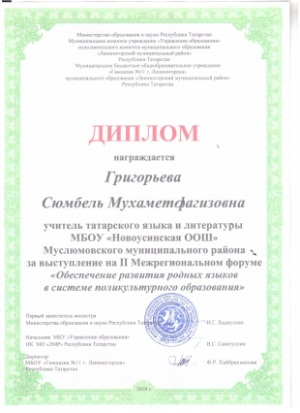 Министерство образования и науки Республики Татарстан
Муниципальное казенное учреждение «Управление образования»
исполнительного комитета муниципального образования
«Лениногорский муниципальный район»
Республики Татарстан
Муниципальное бюджетное общеобразовательное учреждение
«Гимназия №11 г. Лениногорска»
муниципального образования «Лениногорский муниципальный район»
Республики Татарстан
ДИПЛОМ
награждается
Григорьева
Сюмбель Мухаметфагизовна
учитель татарского языка и литературы
МБОУ «Новоусинская ООШ»
Муслюмовского муниципального района
за выступление на II Межрегиональном форуме
«Обеспечение развития родных языков
в системе поликультурного образования»
Первый заместитель министра
Министерства образования и науки Республики Татарстан
Начальник МКУ «Управление образования»
ИК МО «ЛМР» Республики Татарстан
В.С.
Директор
МБОУ «Гимназия №11 г. Лениногорска»
Республики Татарстан